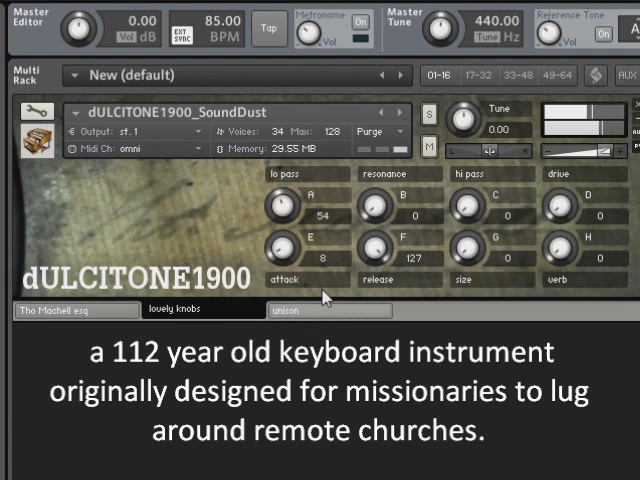 Master Editor
0.00
Vol dB
EXT SYNC
85.00
BPM
Tap
Metronome
On
Vol
Master Tune
440.00
Tune Hz
Reference Tone
Vol
On
A
Multi Rack
New (default)
01-16 17-32 33-48 49-64
AUX
dULCITONE1900_SoundDust
Output: st. 1
Voices: 34 Max: 128
Purge
Midi Ch: omni
Memory: 29.55 MB
S
M
Tune
0.00
L R
lo pass resonance hi pass drive
A 54 B 0 C 0 D 0
E 8 F 127 G 0 H 0
attack release size verb
dULCITONE1900
Tho Machell esq lovely knobs unison
a 112 year old keyboard instrument
originally designed for missionaries to lug
around remote churches.